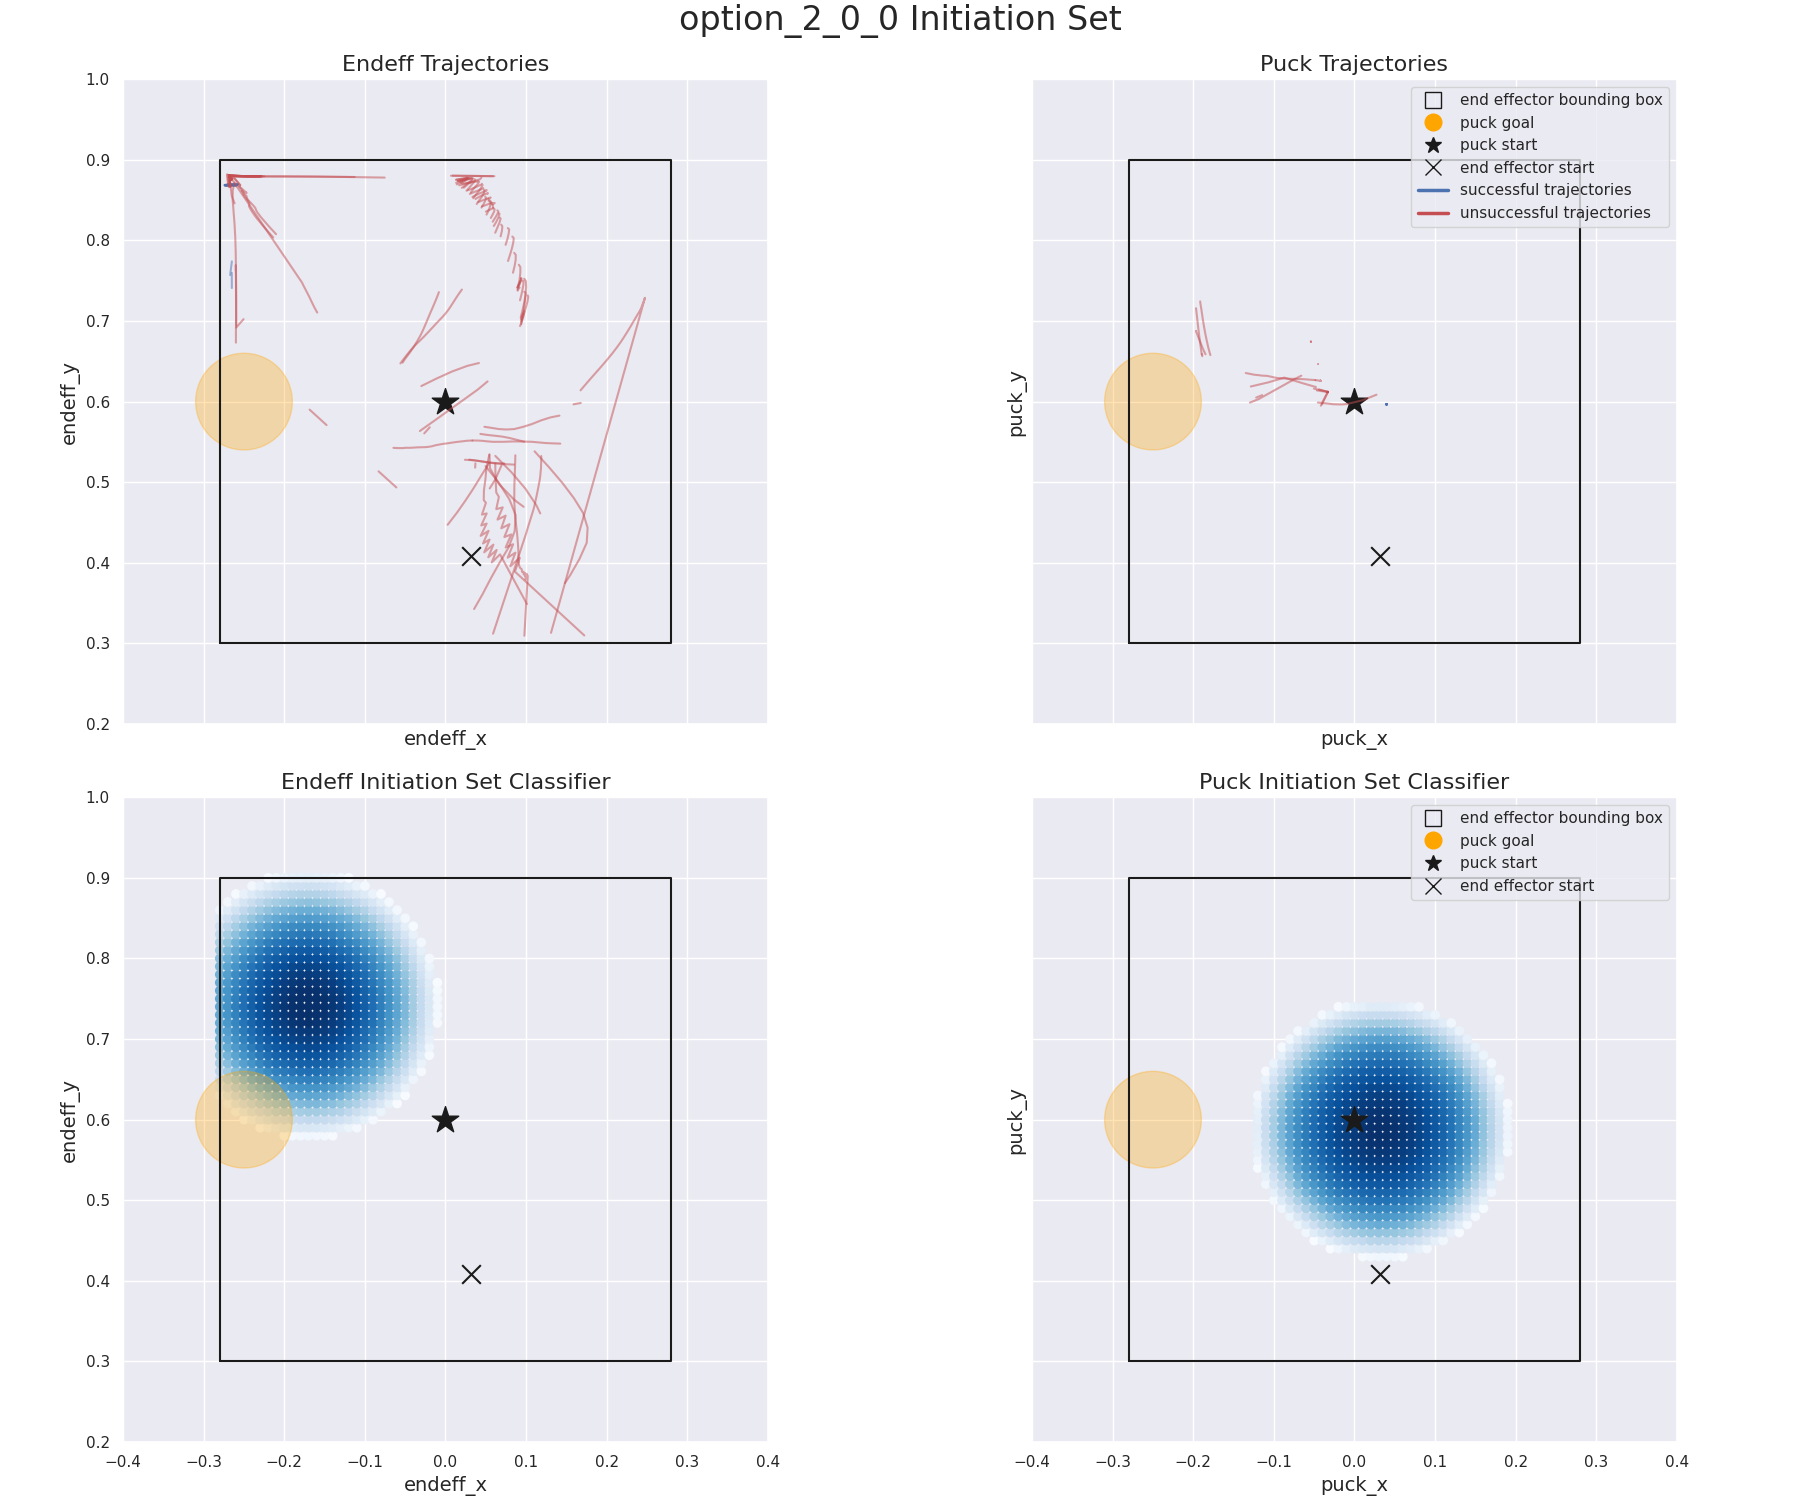 option_2_0_0 Initiation Set
Endeff Trajectories
1.0
0.9
0.8
0.7
0.6
0.5
0.4
0.3
0.2
endeff_y
endeff_x
Puck Trajectories
end effector bounding box
puck goal
puck start
end effector start
successful trajectories
unsuccessful trajectories
puck_y
puck_x
Endeff Initiation Set Classifier
1.0
0.9
0.8
0.7
0.6
0.5
0.4
0.3
0.2
endeff_y
−0.4 −0.3 −0.2 −0.1 0.0 0.1 0.2 0.3 0.4
endeff_x
Puck Initiation Set Classifier
end effector bounding box
puck goal
puck start
end effector start
puck_y
−0.4 −0.3 −0.2 −0.1 0.0 0.1 0.2 0.3 0.4
puck_x